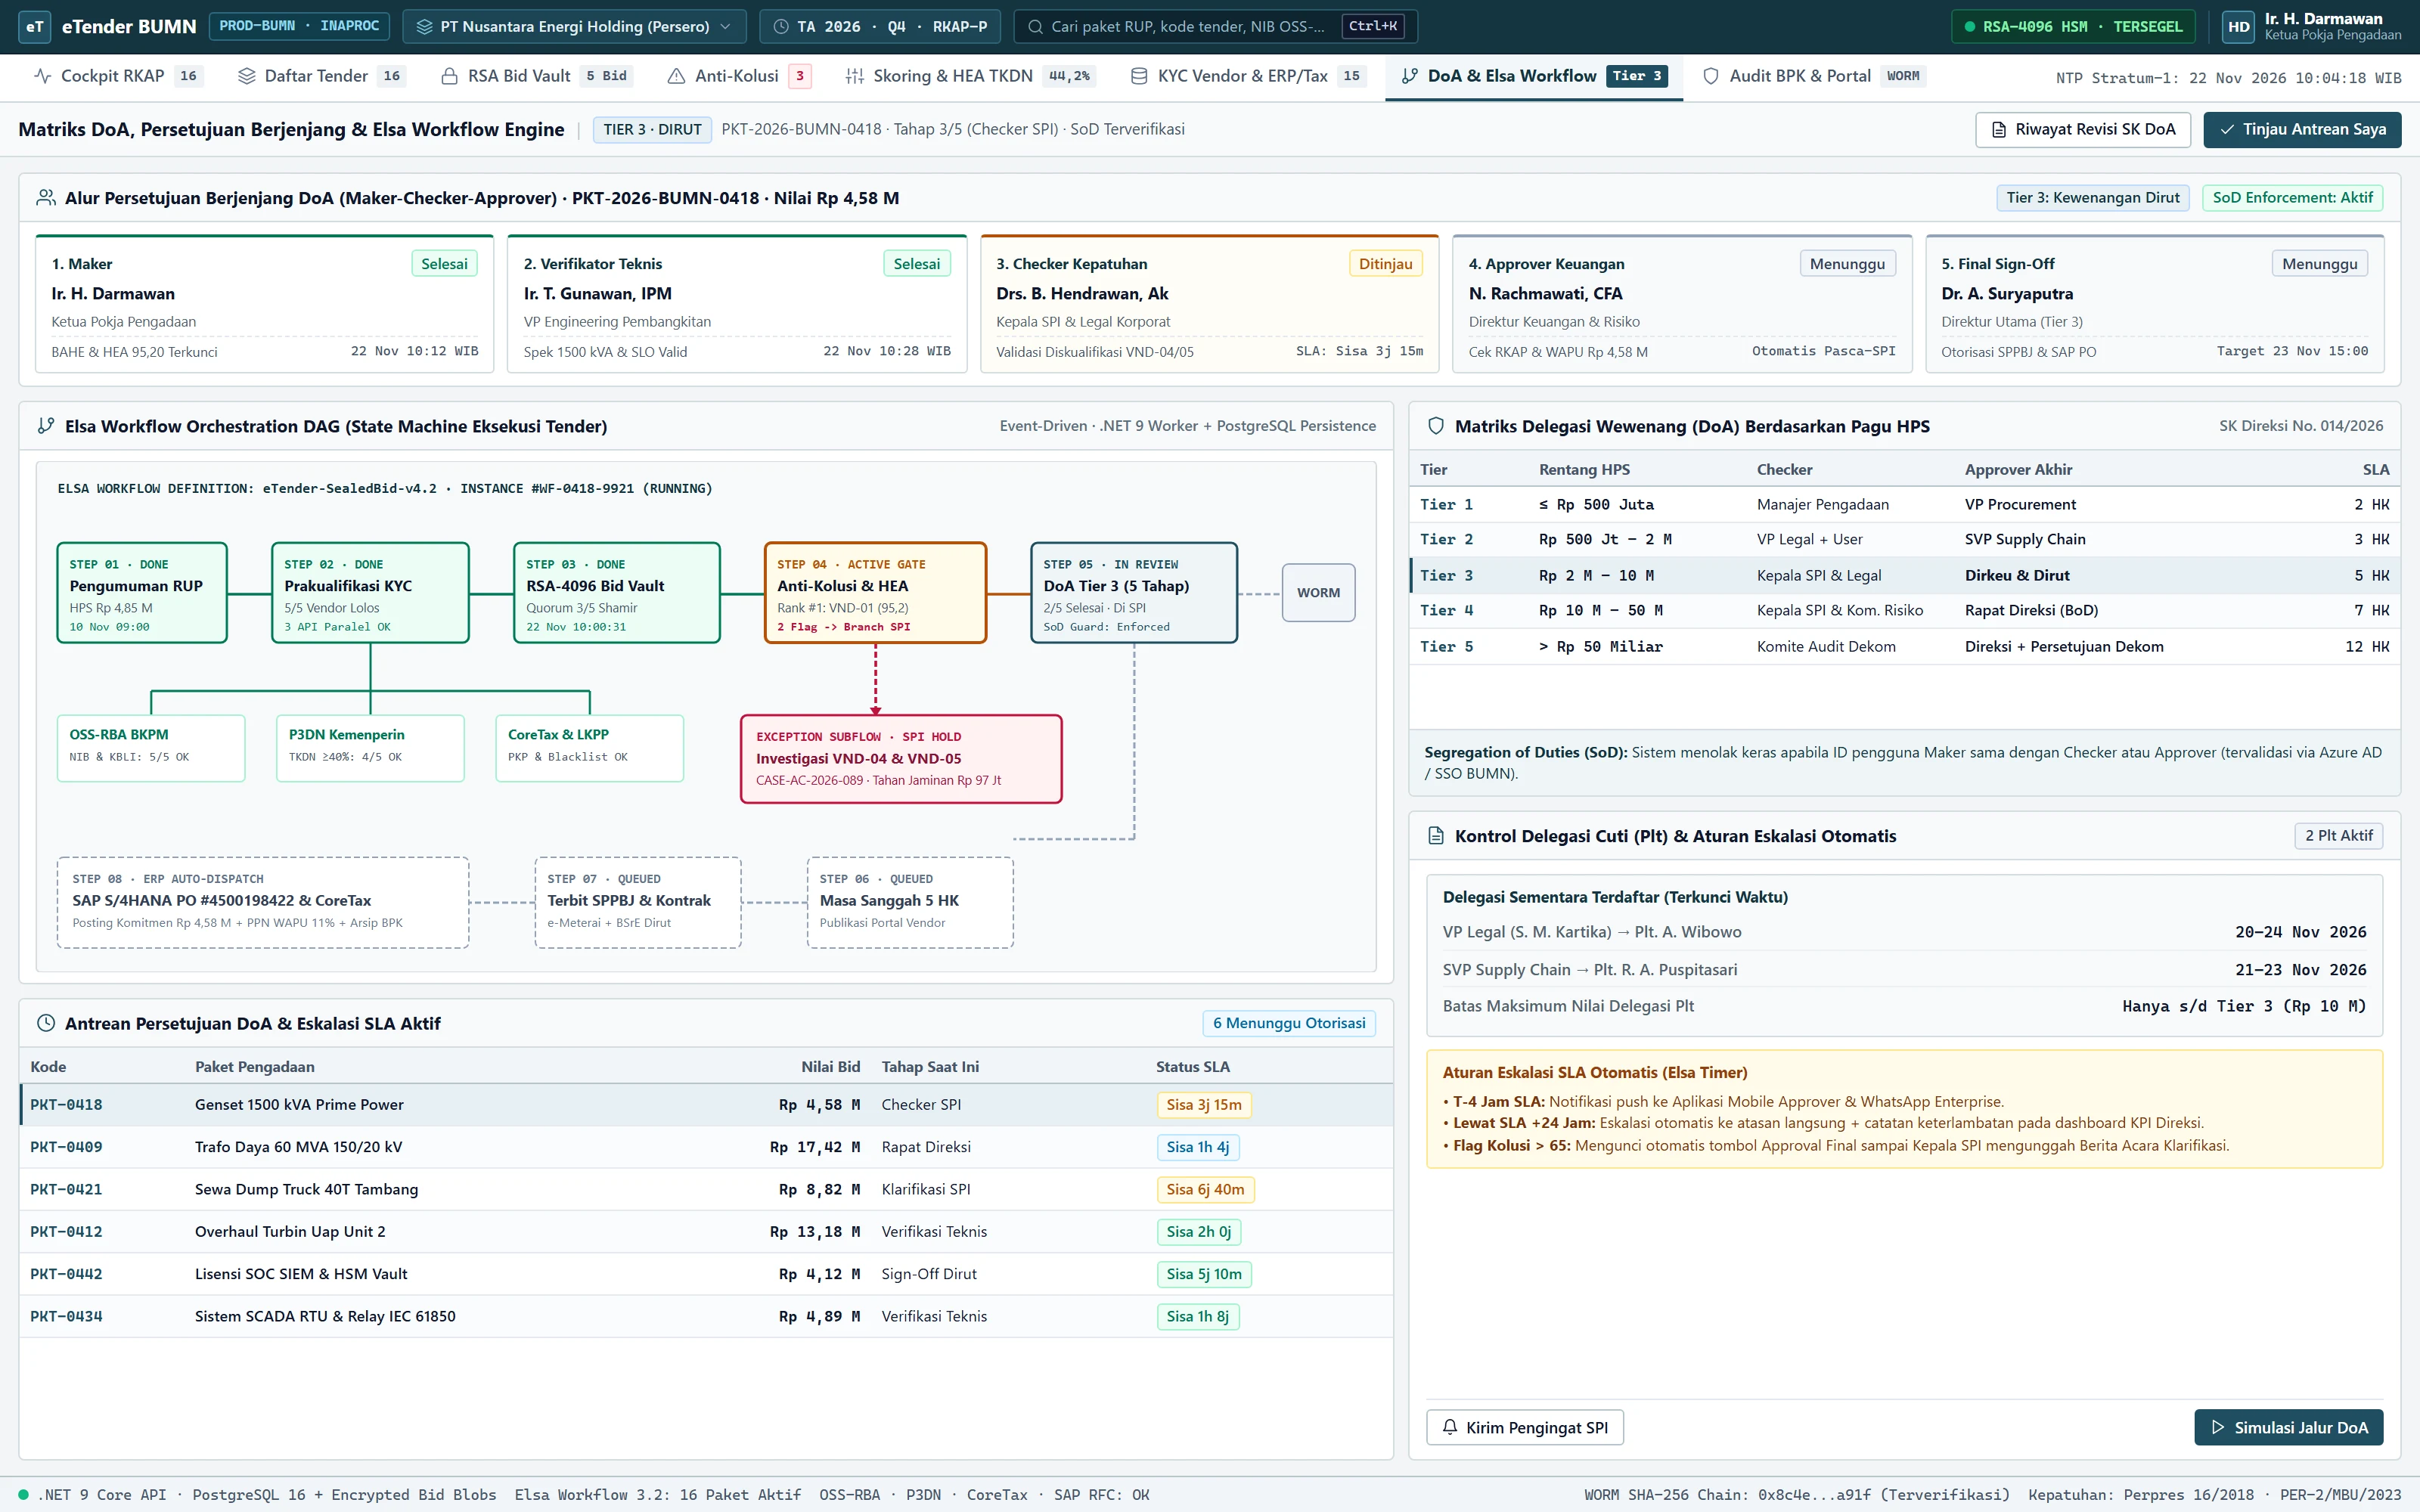 eT eTender BUMN PROD-BUMN · INAPROC PT Nusantara Energi Holding (Persero) TA 2026 · Q4 · RKAP-P Cari paket RUP, kode tender, NIB OSS-... Ctrl+K RSA-4096 HSM · TERSEGEL HD Ir. H. Darmawan
Ketua Pokja Pengadaan
Cockpit RKAP 16 Daftar Tender 16 RSA Bid Vault 5 Bid Anti-Kolusi 3 Skoring & HEA TKDN 44,2% KYC Vendor & ERP/Tax 15 DoA & Elsa Workflow Tier 3 Audit BPK & Portal WORM NTP Stratum-1: 22 Nov 2026 10:04:18 WIB
Matriks DoA, Persetujuan Berjenjang & Elsa Workflow Engine TIER 3 · DIRUT PKT-2026-BUMN-0418 · Tahap 3/5 (Checker SPI) · SoD Terverifikasi Riwayat Revisi SK DoA Tinjau Antrean Saya
Alur Persetujuan Berjenjang DoA (Maker-Checker-Approver) · PKT-2026-BUMN-0418 · Nilai Rp 4,58 M Tier 3: Kewenangan Dirut SoD Enforcement: Aktif
1. Maker Selesai
Ir. H. Darmawan
Ketua Pokja Pengadaan
BAHE & HEA 95,20 Terkunci 22 Nov 10:12 WIB
2. Verifikator Teknis Selesai
Ir. T. Gunawan, IPM
VP Engineering Pembangkitan
Spek 1500 kVA & SLO Valid 22 Nov 10:28 WIB
3. Checker Kepatuhan Ditinjau
Drs. B. Hendrawan, Ak
Kepala SPI & Legal Korporat
Validasi Diskualifikasi VND-04/05 SLA: Sisa 3j 15m
4. Approver Keuangan Menunggu
N. Rachmawati, CFA
Direktur Keuangan & Risiko
Cek RKAP & WAPU Rp 4,58 M Otomatis Pasca-SPI
5. Final Sign-Off Menunggu
Dr. A. Suryaputra
Direktur Utama (Tier 3)
Otorisasi SPPBJ & SAP PO Target 23 Nov 15:00
Elsa Workflow Orchestration DAG (State Machine Eksekusi Tender) Event-Driven · .NET 9 Worker + PostgreSQL Persistence
ELSA WORKFLOW DEFINITION: eTender-SealedBid-v4.2 · INSTANCE #WF-0418-9921 (RUNNING)
STEP 01 · DONE
Pengumuman RUP
HPS Rp 4,85 M
10 Nov 09:00
STEP 02 · DONE
Prakualifikasi KYC
5/5 Vendor Lolos
3 API Paralel OK
STEP 03 · DONE
RSA-4096 Bid Vault
Quorum 3/5 Shamir
22 Nov 10:00:31
STEP 04 · ACTIVE GATE
Anti-Kolusi & HEA
Rank #1: VND-01 (95,2)
2 Flag -> Branch SPI
STEP 05 · IN REVIEW
DoA Tier 3 (5 Tahap)
2/5 Selesai · Di SPI
SoD Guard: Enforced
WORM
OSS-RBA BKPM
NIB & KBLI: 5/5 OK
P3DN Kemenperin
TKDN ≥40%: 4/5 OK
CoreTax & LKPP
PKP & Blacklist OK
EXCEPTION SUBFLOW · SPI HOLD
Investigasi VND-04 & VND-05
CASE-AC-2026-089 · Tahan Jaminan Rp 97 Jt
STEP 08 · ERP AUTO-DISPATCH
SAP S/4HANA PO #4500198422 & CoreTax
Posting Komitmen Rp 4,58 M + PPN WAPU 11% + Arsip BPK
STEP 07 · QUEUED
Terbit SPPBJ & Kontrak
e-Meterai + BSrE Dirut
STEP 06 · QUEUED
Masa Sanggah 5 HK
Publikasi Portal Vendor
Matriks Delegasi Wewenang (DoA) Berdasarkan Pagu HPS SK Direksi No. 014/2026
Tier Rentang HPS Checker Approver Akhir SLA
Tier 1 ≤ Rp 500 Juta Manajer Pengadaan VP Procurement 2 HK
Tier 2 Rp 500 Jt – 2 M VP Legal + User SVP Supply Chain 3 HK
Tier 3 Rp 2 M – 10 M Kepala SPI & Legal Dirkeu & Dirut 5 HK
Tier 4 Rp 10 M – 50 M Kepala SPI & Kom. Risiko Rapat Direksi (BoD) 7 HK
Tier 5 > Rp 50 Miliar Komite Audit Dekom Direksi + Persetujuan Dekom 12 HK
Segregation of Duties (SoD): Sistem menolak keras apabila ID pengguna Maker sama dengan Checker atau Approver (tervalidasi via Azure AD
/ SSO BUMN).
Kontrol Delegasi Cuti (Plt) & Aturan Eskalasi Otomatis 2 Plt Aktif
Delegasi Sementara Terdaftar (Terkunci Waktu)
VP Legal (S. M. Kartika) → Plt. A. Wibowo 20–24 Nov 2026
SVP Supply Chain → Plt. R. A. Puspitasari 21–23 Nov 2026
Batas Maksimum Nilai Delegasi Plt Hanya s/d Tier 3 (Rp 10 M)
Aturan Eskalasi SLA Otomatis (Elsa Timer)
• T-4 Jam SLA: Notifikasi push ke Aplikasi Mobile Approver & WhatsApp Enterprise.
• Lewat SLA +24 Jam: Eskalasi otomatis ke atasan langsung + catatan keterlambatan pada dashboard KPI Direksi.
• Flag Kolusi > 65: Mengunci otomatis tombol Approval Final sampai Kepala SPI mengunggah Berita Acara Klarifikasi.
Kirim Pengingat SPI Simulasi Jalur DoA
Antrean Persetujuan DoA & Eskalasi SLA Aktif 6 Menunggu Otorisasi
Kode Paket Pengadaan Nilai Bid Tahap Saat Ini Status SLA
PKT-0418 Genset 1500 kVA Prime Power Rp 4,58 M Checker SPI Sisa 3j 15m
PKT-0409 Trafo Daya 60 MVA 150/20 kV Rp 17,42 M Rapat Direksi Sisa 1h 4j
PKT-0421 Sewa Dump Truck 40T Tambang Rp 8,82 M Klarifikasi SPI Sisa 6j 40m
PKT-0412 Overhaul Turbin Uap Unit 2 Rp 13,18 M Verifikasi Teknis Sisa 2h 0j
PKT-0442 Lisensi SOC SIEM & HSM Vault Rp 4,12 M Sign-Off Dirut Sisa 5j 10m
PKT-0434 Sistem SCADA RTU & Relay IEC 61850 Rp 4,89 M Verifikasi Teknis Sisa 1h 8j
.NET 9 Core API · PostgreSQL 16 + Encrypted Bid Blobs Elsa Workflow 3.2: 16 Paket Aktif OSS-RBA · P3DN · CoreTax · SAP RFC: OK WORM SHA-256 Chain: 0x8c4e...a91f (Terverifikasi) Kepatuhan: Perpres 16/2018 · PER-2/MBU/2023